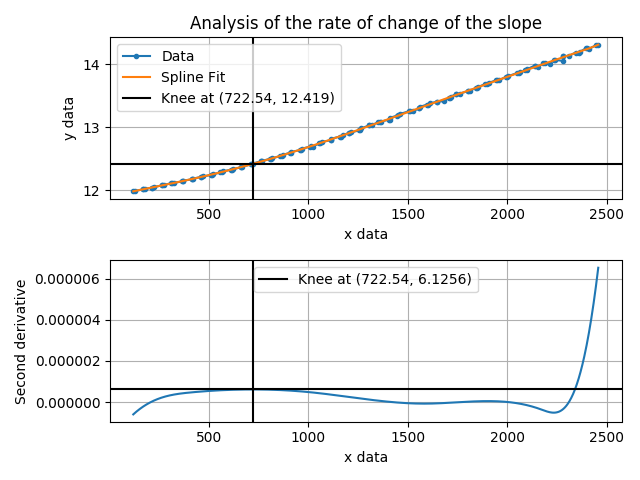 Analysis of the rate of change of the slope
Data
Spline Fit
Knee at (722.54, 12.419)
14
13
12
y data
500 1000 1500 2000 2500
x data
Knee at (722.54, 6.1256)
0.000006
0.000004
0.000002
0.000000
Second derivative
500 1000 1500 2000 2500
x data